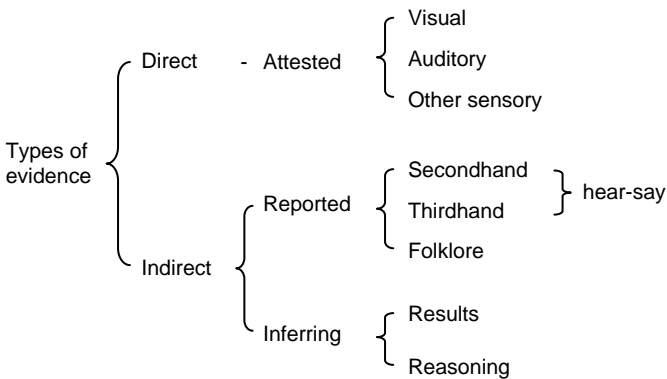 Visual
Direct - Attested
Auditory
Other sensory
Types of
evidence
Secondhand
Reported
hear-say
Thirdhand
Folklore
Indirect
Results
Inferring
Reasoning